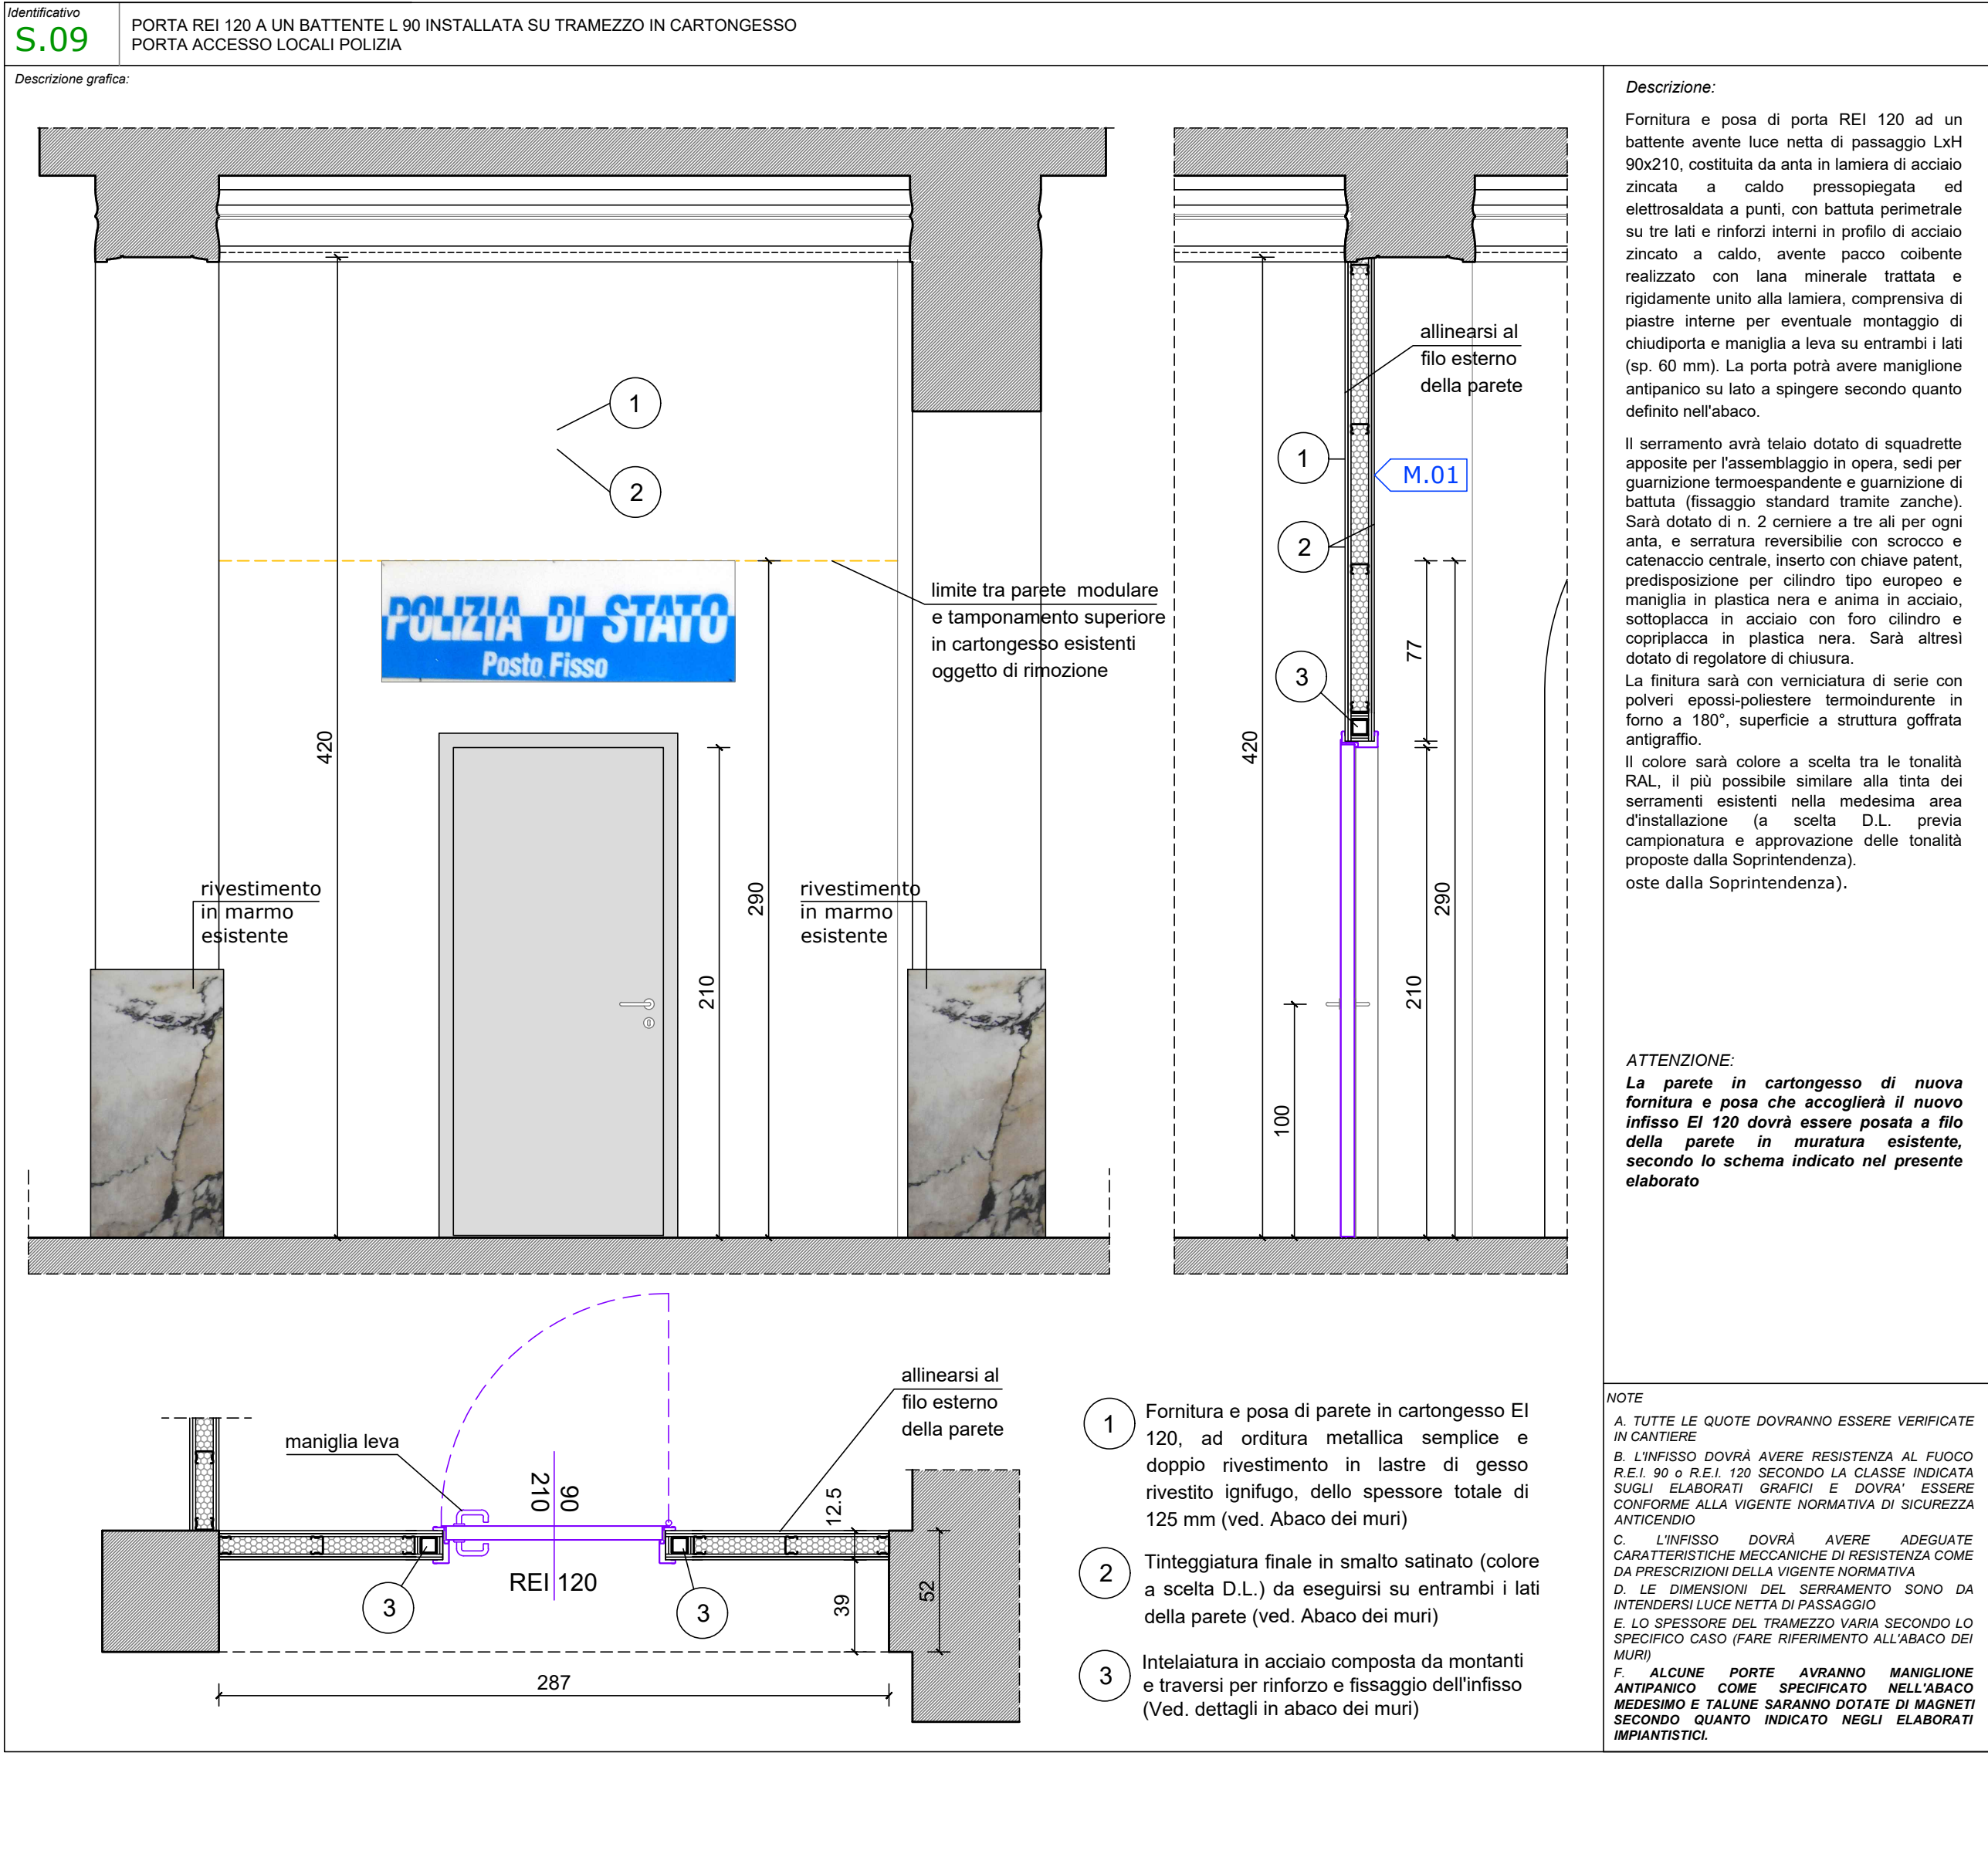 Identificativo
S.09
PORTA REI 120 A UN BATTENTE L 90 INSTALLATA SU TRAMEZZO IN CARTONGESSO
PORTA ACCESSO LOCALI POLIZIA
Descrizione grafica:
1
2
POLIZIA DI STATO
Posto Fisso
limite tra parete modulare
e tamponamento superiore
in cartongesso esistenti
oggetto di rimozione
420
290
210
rivestimento
in marmo
esistente
rivestimento
in marmo
esistente
allinearsi al
filo esterno
della parete
1
M.01
2
3
77
420
290
210
100
maniglia leva
allinearsi al
filo esterno
della parete
90
210
REI 120
12.5
39
52
3
3
287
1
Fornitura e posa di parete in cartongesso EI
120, ad orditura metallica semplice e
doppio rivestimento in lastre di gesso
rivestito ignifugo, dello spessore totale di
125 mm (ved. Abaco dei muri)
2
Tinteggiatura finale in smalto satinato (colore
a scelta D.L.) da eseguirsi su entrambi i lati
della parete (ved. Abaco dei muri)
3
Intelaiatura in acciaio composta da montanti
e traversi per rinforzo e fissaggio dell'infisso
(Ved. dettagli in abaco dei muri)
Descrizione:
Fornitura e posa di porta REI 120 ad un
battente avente luce netta di passaggio LxH
90x210, costituita da anta in lamiera di acciaio
zincata a caldo pressopiegata ed
elettrosaldata a punti, con battuta perimetrale
su tre lati e rinforzi interni in profilo di acciaio
zincato a caldo, avente pacco coibente
realizzato con lana minerale trattata e
rigidamente unito alla lamiera, comprensiva di
piastre interne per eventuale montaggio di
chiudiporta e maniglia a leva su entrambi i lati
(sp. 60 mm). La porta potrà avere maniglione
antipanico su lato a spingere secondo quanto
definito nell'abaco.
Il serramento avrà telaio dotato di squadrette
apposite per l'assemblaggio in opera, sedi per
guarnizione termoespandente e guarnizione di
battuta (fissaggio standard tramite zanche).
Sarà dotato di n. 2 cerniere a tre ali per ogni
anta, e serratura reversibilie con scrocco e
catenaccio centrale, inserto con chiave patent,
predisposizione per cilindro tipo europeo e
maniglia in plastica nera e anima in acciaio,
sottoplacca in acciaio con foro cilindro e
copriplacca in plastica nera. Sarà altresì
dotato di regolatore di chiusura.
La finitura sarà con verniciatura di serie con
polveri epossi-poliestere termoindurente in
forno a 180°, superficie a struttura goffrata
antigraffio.
Il colore sarà colore a scelta tra le tonalità
RAL, il più possibile similare alla tinta dei
serramenti esistenti nella medesima area
d'installazione (a scelta D.L. previa
campionatura e approvazione delle tonalità
proposte dalla Soprintendenza).
oste dalla Soprintendenza).
ATTENZIONE:
La parete in cartongesso di nuova
fornitura e posa che accoglierà il nuovo
infisso EI 120 dovrà essere posata a filo
della parete in muratura esistente,
secondo lo schema indicato nel presente
elaborato
NOTE
A. TUTTE LE QUOTE DOVRANNO ESSERE VERIFICATE
IN CANTIERE
B. L'INFISSO DOVRÀ AVERE RESISTENZA AL FUOCO
R.E.I. 90 o R.E.I. 120 SECONDO LA CLASSE INDICATA
SUGLI ELABORATI GRAFICI E DOVRA' ESSERE
CONFORME ALLA VIGENTE NORMATIVA DI SICUREZZA
ANTICENDIO
C. L'INFISSO DOVRÀ AVERE ADEGUATE
CARATTERISTICHE MECCANICHE DI RESISTENZA COME
DA PRESCRIZIONI DELLA VIGENTE NORMATIVA
D. LE DIMENSIONI DEL SERRAMENTO SONO DA
INTENDERSI LUCE NETTA DI PASSAGGIO
E. LO SPESSORE DEL TRAMEZZO VARIA SECONDO LO
SPECIFICO CASO (FARE RIFERIMENTO ALL'ABACO DEI
MURI)
F. ALCUNE PORTE AVRANNO MANIGLIONE
ANTIPANICO COME SPECIFICATO NELL'ABACO
MEDESIMO E TALUNE SARANNO DOTATE DI MAGNETI
SECONDO QUANTO INDICATO NEGLI ELABORATI
IMPIANTISTICI.